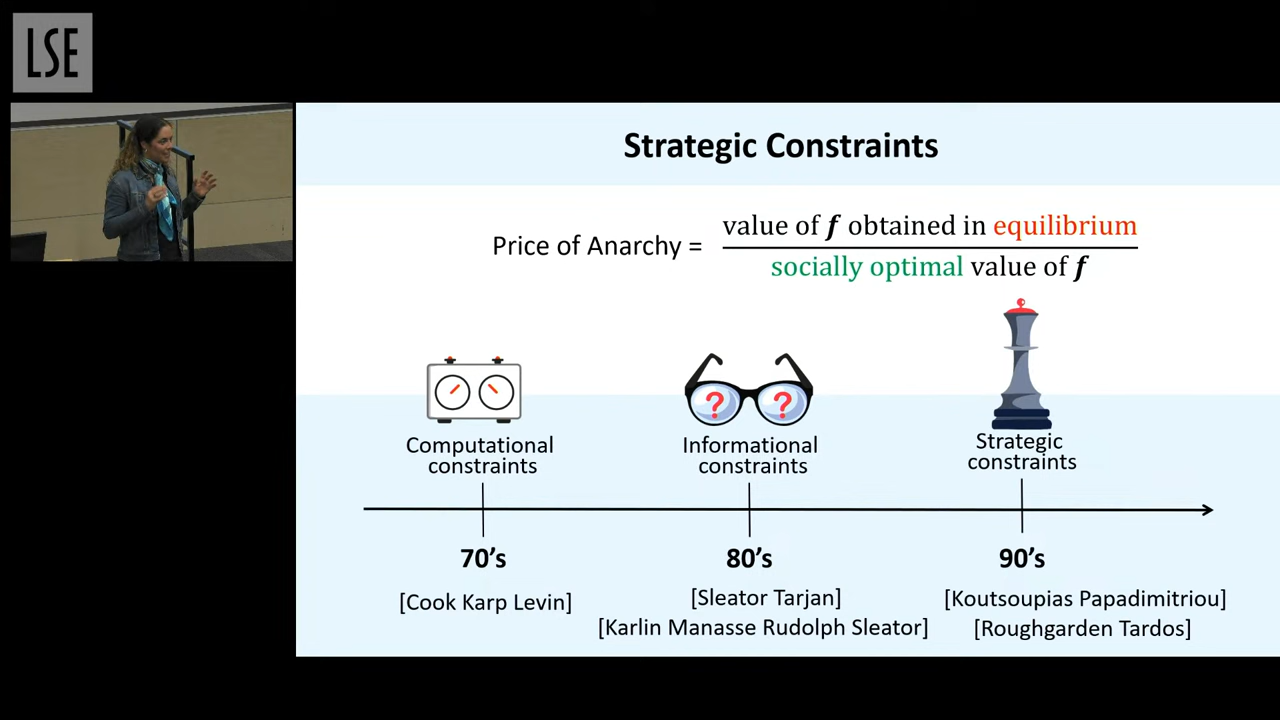 LSE
Strategic Constraints
Price of Anarchy = value of f obtained in equilibrium
socially optimal value of f
? ?
Computational
constraints
Informational
constraints
Strategic
constraints
70's
80's
90's
[Cook Karp Levin]
[Sleator Tarjan]
[Karlin Manasse Rudolph Sleator]
[Koutsoupias Papadimitriou]
[Roughgarden Tardos]